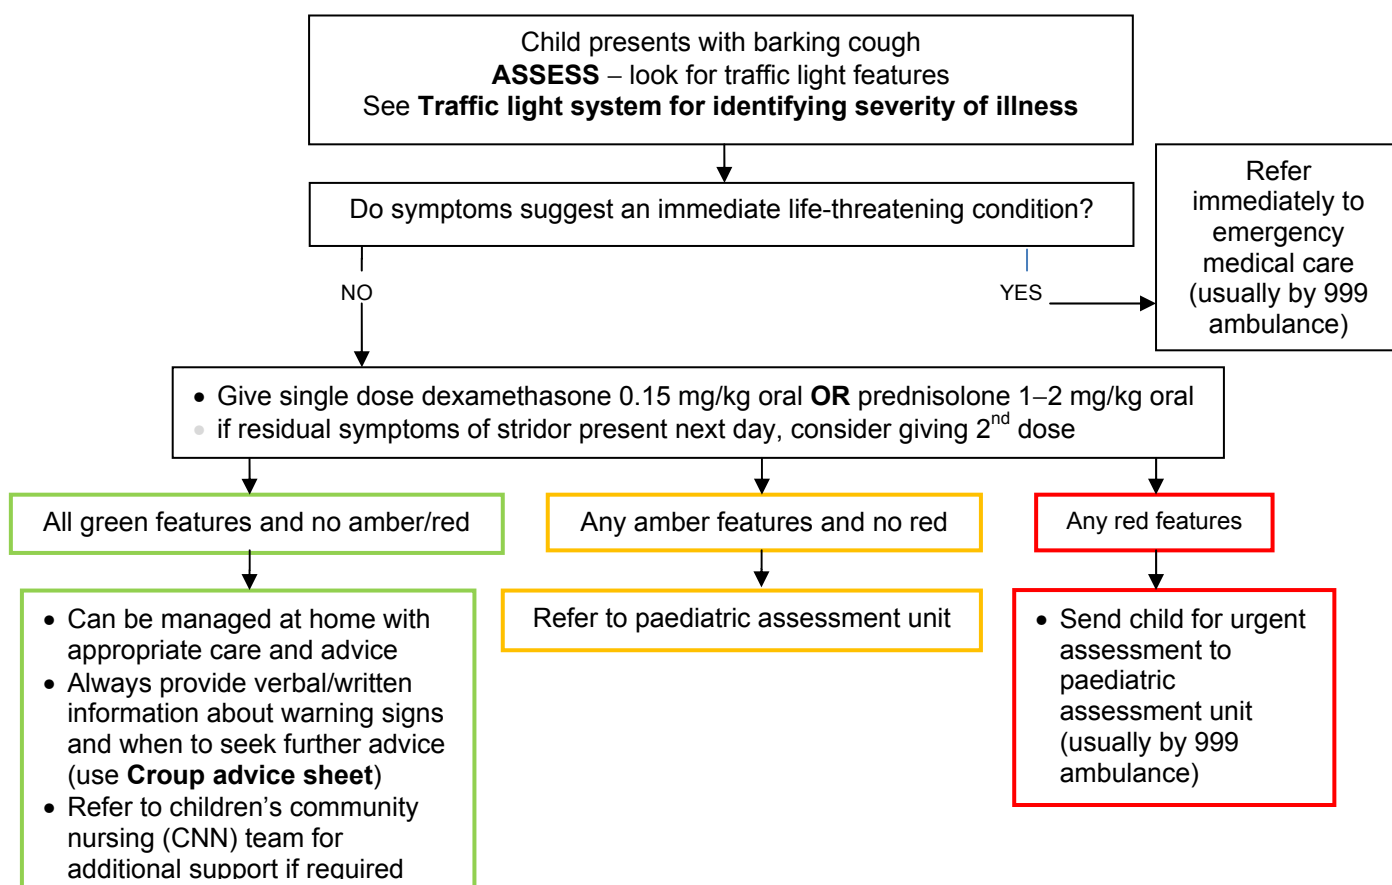 Child presents with barking cough
ASSESS – look for traffic light features
See Traffic light system for identifying severity of illness
Do symptoms suggest an immediate life-threatening condition?
Refer
immediately to
emergency
medical care
(usually by 999
ambulance)
NO
YES
• Give single dose dexamethasone 0.15 mg/kg oral OR prednisolone 1–2 mg/kg oral
• if residual symptoms of stridor present next day, consider giving 2nd dose
All green features and no amber/red
Any amber features and no red
Any red features
• Can be managed at home with
appropriate care and advice
• Always provide verbal/written
information about warning signs
and when to seek further advice
(use Croup advice sheet)
• Refer to children’s community
nursing (CNN) team for
additional support if required
Refer to paediatric assessment unit
• Send child for urgent
assessment to
paediatric
assessment unit
(usually by 999
ambulance)